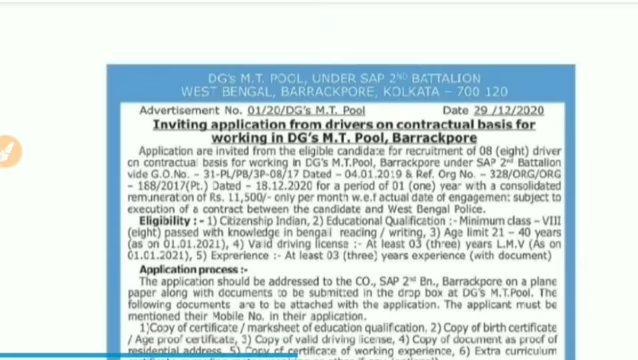 DG's M.T. POOL, UNDER SAP 2ND BATTALION
WEST BENGAL, BARRACKPORE, KOLKATA - 700 120
Advertisement No. 01/20/DG's M.T. Pool Date 29 /12/2020
Inviting application from drivers on contractual basis for
working in DG's M.T. Pool, Barrackpore
Application are invited from the eligible candidate for recruitment of 08 (eight) driver
on contractual basis for working in DG's M.T.Pool, Barrackpore under SAP 2nd Battalion
vide G.O.No. - 31-PL/PB/3P-08/17 Dated - 04.01.2019 & Ref. Org No - 328/ORG/ORG
- 188/2017(Pt.) Dated - 18.12.2020 for a period of 01 (one) year with a consolidated
remuneration of Rs. 11,500/- only per month w.e.f actual date of engagement: subject to
execution of a contract between the candidate and West Bengal Police.
Eligibility :- 1) Citizenship Indian, 2) Educational Qualification :- Minimum class - VIII
(eight) passed with knowledge in bengali reacing / writing, 3) Age limit 21 - 40 years
(as on 01.01.2021), 4) Valid driving license :- At least 03 (three) years L.M.V (As on
01.01.2021), 5) Exprerience :- At least 03 (three) years experience (with document)
Application process:-
The application should be addressed to the CO., SAP 2nd Bn., Barrackpore on a plane
paper along with documents to be submitted in the drop box at DG's M.T.Pool. The
following documents are to be attached with the application. The applicant must be
mentioned their Mobile No. in their application.
1)Copy of certificate / marksheet of education qualification, 2) Copy of birth certificate
/ Age proof certificate, 3) Copy of valid driving license, 4) Copy of document as proof of
residential address, 5) Copy of certificate of working experience, 6) Extra curriculum